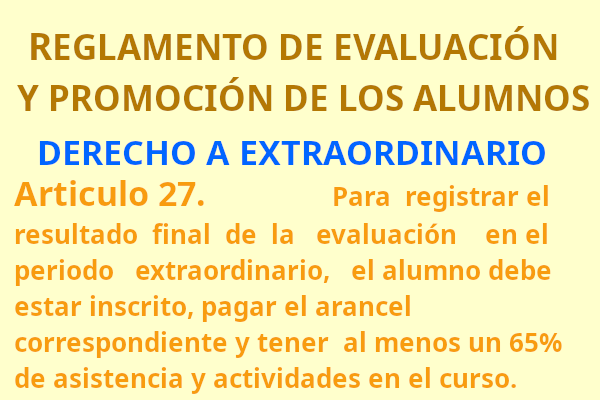 REGLAMENTO DE EVALUACIÓN
Y PROMOCIÓN DE LOS ALUMNOS
DERECHO A EXTRAORDINARIO
Articulo 27. Para registrar el
resultado final de la evaluación en el
periodo extraordinario, el alumno debe
estar inscrito, pagar el arancel
correspondiente y tener al menos un 65%
de asistencia y actividades en el curso.